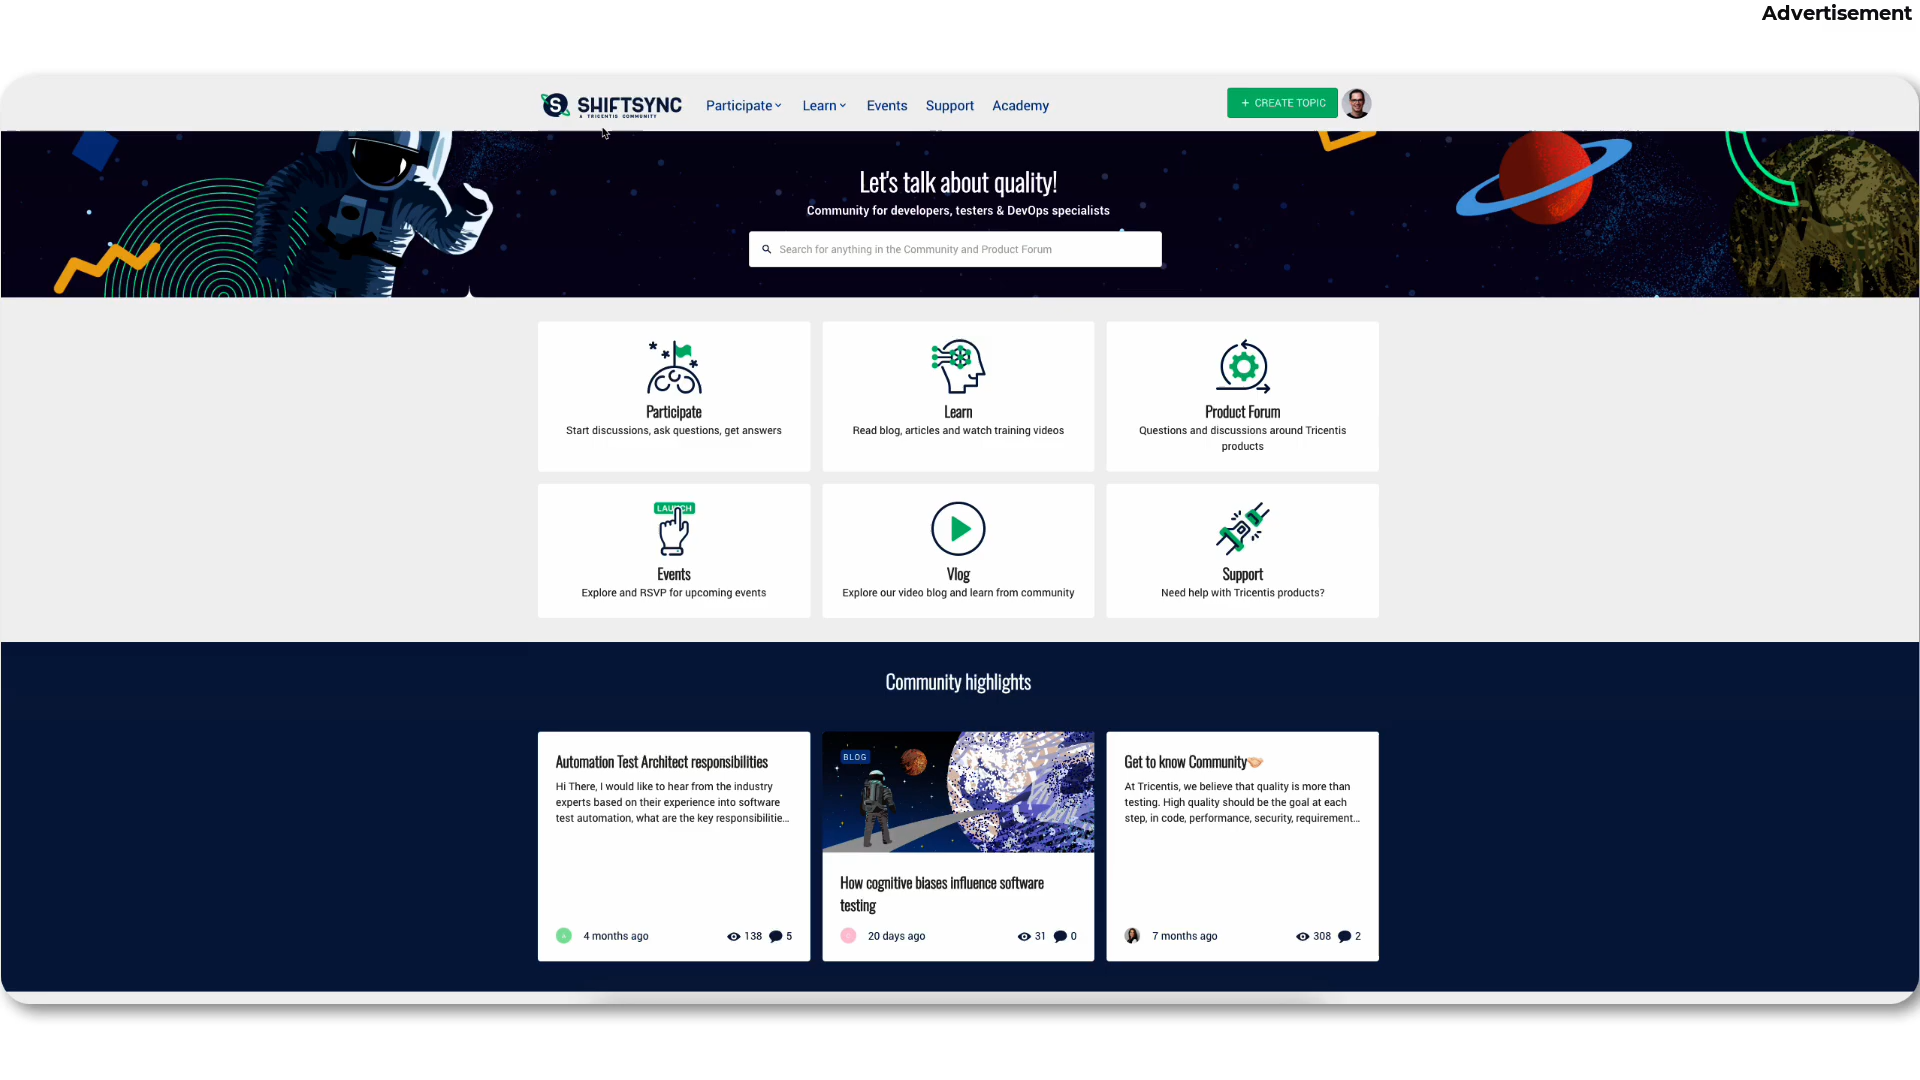 Advertisement
SHIFTSYNC
A TRICENTIS COMMUNITY
Participate
Learn
Events
Support
Academy
+ CREATE TOPIC
Let's talk about quality!
Community for developers, testers & DevOps specialists
Search for anything in the Community and Product Forum
Participate
Start discussions, ask questions, get answers
Learn
Read blog, articles and watch training videos
Product Forum
Questions and discussions around Tricentis
products
LAUNCH
Events
Explore and RSVP for upcoming events
Vlog
Explore our video blog and learn from community
Support
Need help with Tricentis products?
Community highlights
Automation Test Architect responsibilities
Hi There, I would like to hear from the industry
experts based on their experience into software
test automation, what are the key responsibilitie...
4 months ago
138
5
BLOG
How cognitive biases influence software
testing
20 days ago
31
0
Get to know Community🤝
At Tricentis, we believe that quality is more than
testing. High quality should be the goal at each
step, in code, performance, security, requirement...
7 months ago
308
2